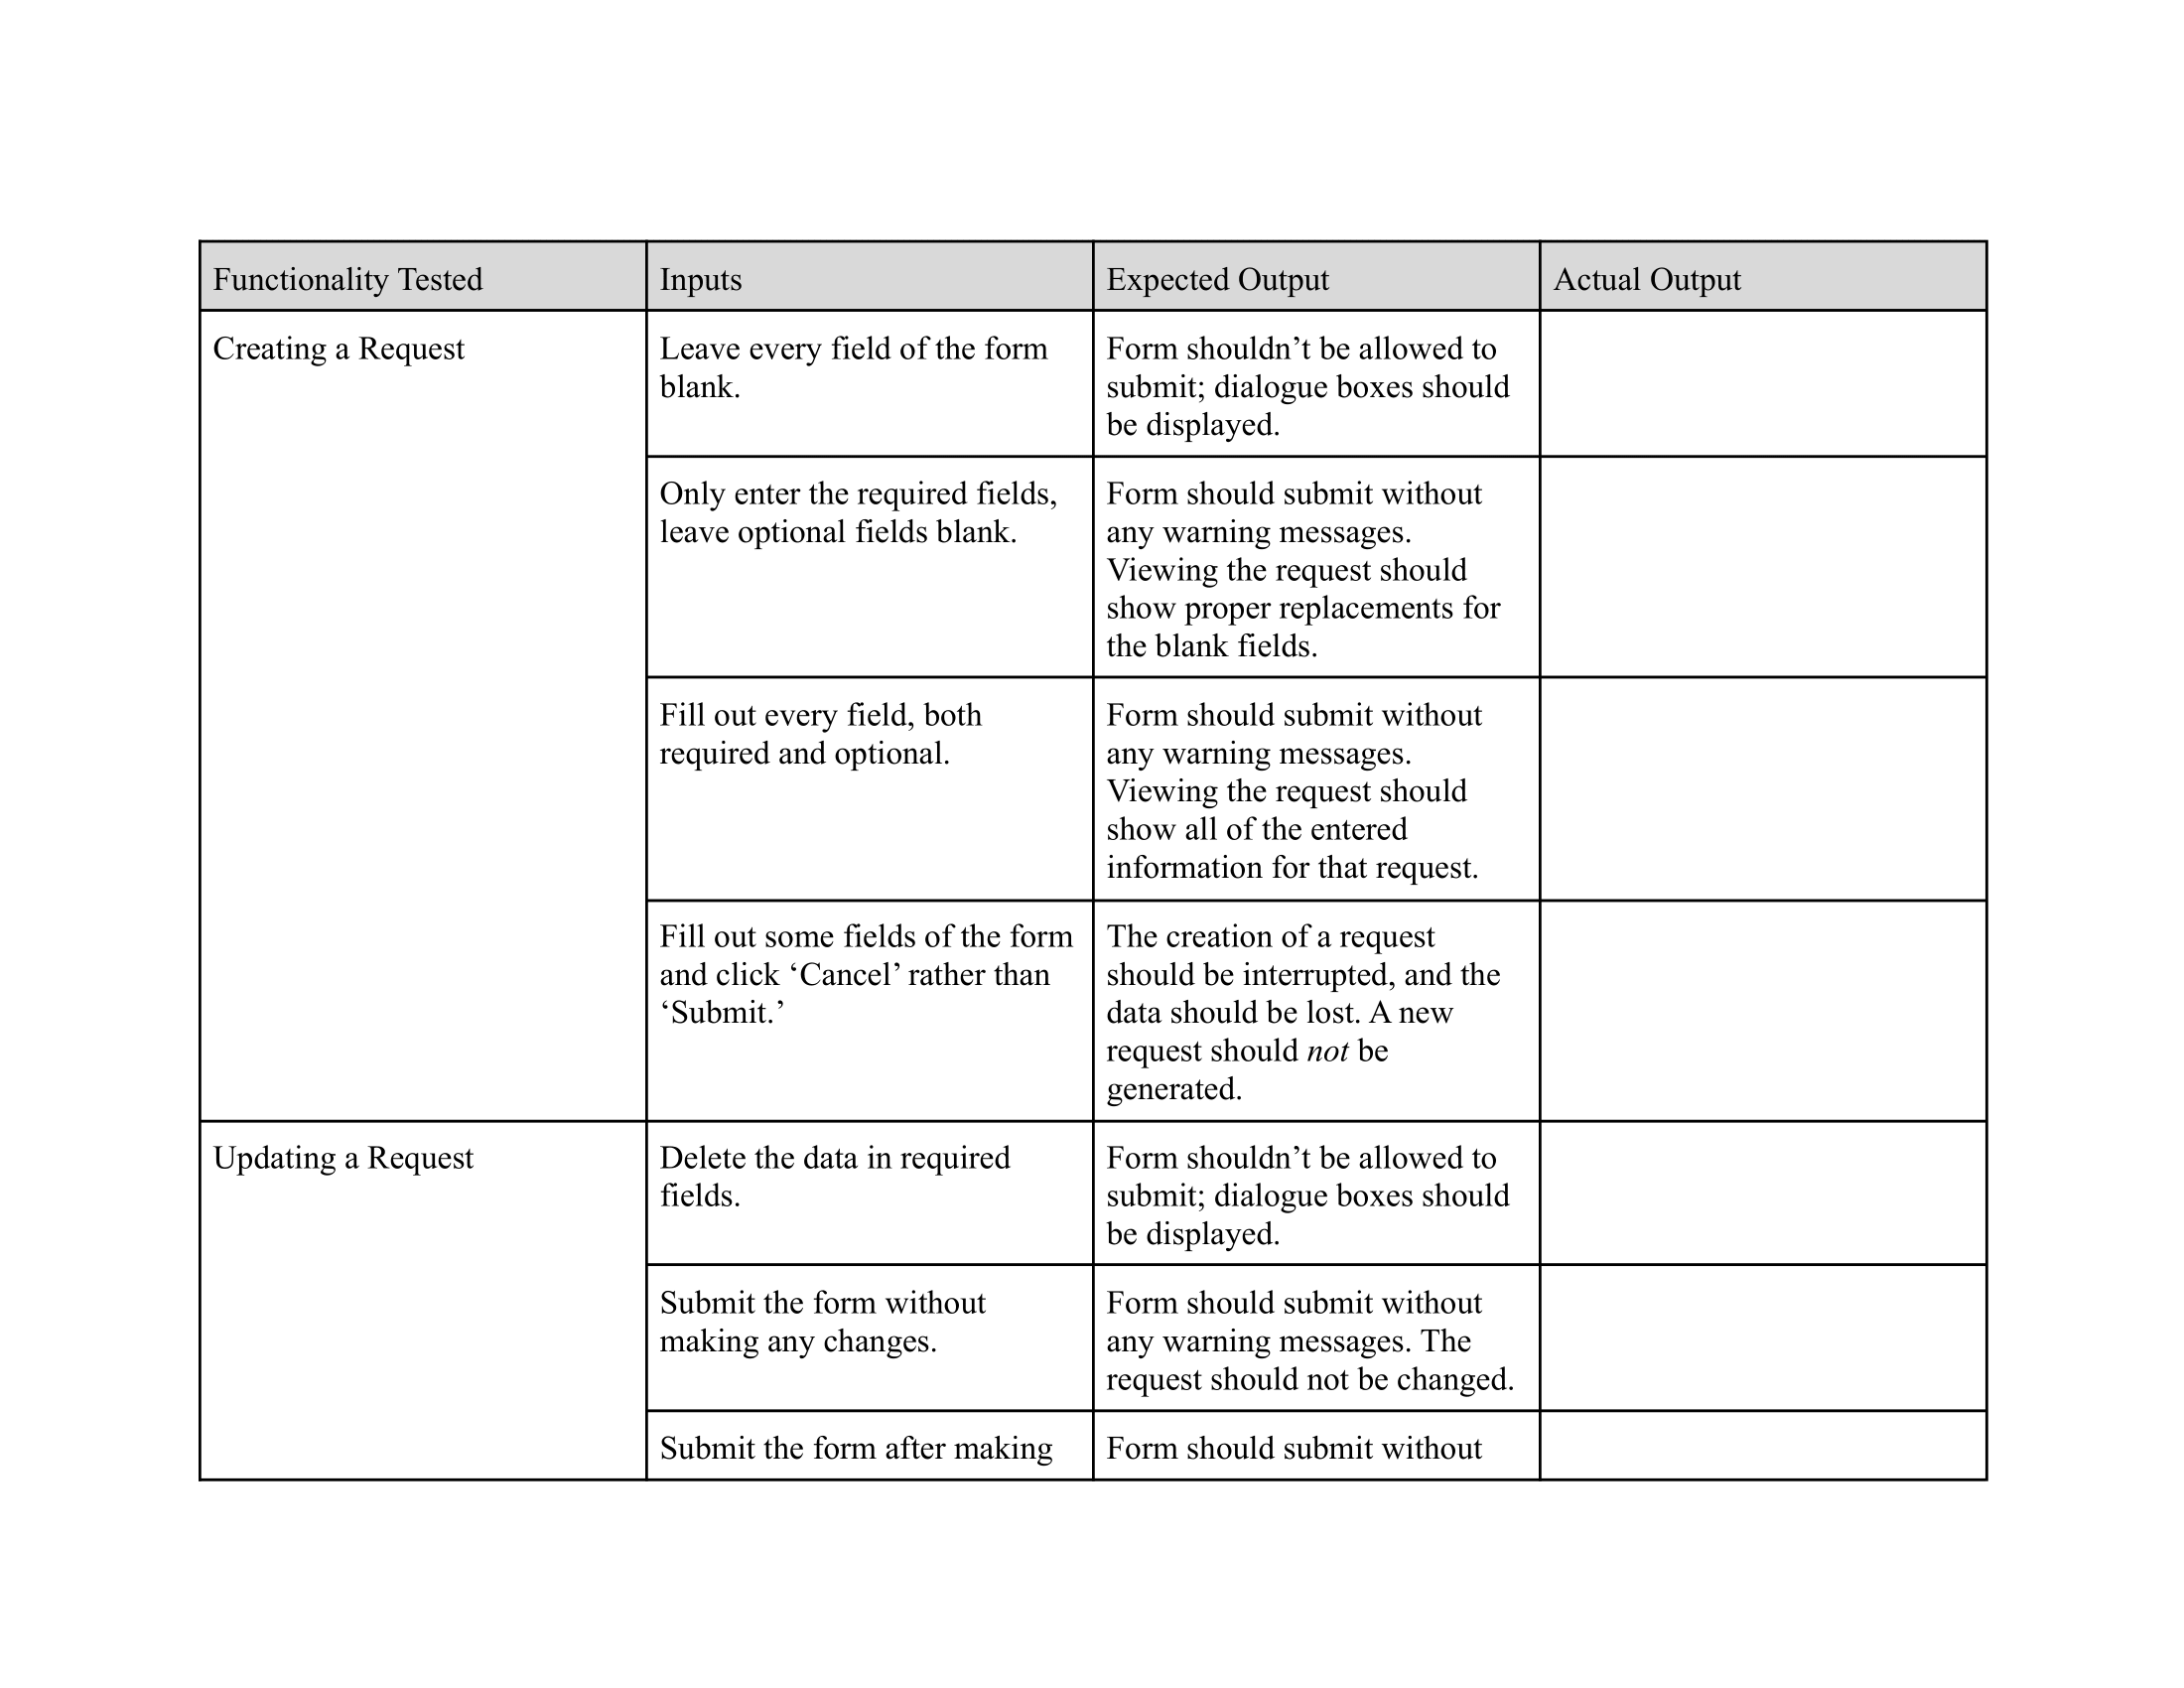 Functionality Tested
Inputs
Expected Output
Actual Output
Creating a Request
Leave every field of the form
blank.
Form shouldn’t be allowed to
submit; dialogue boxes should
be displayed.
Only enter the required fields,
leave optional fields blank.
Form should submit without
any warning messages.
Viewing the request should
show proper replacements for
the blank fields.
Fill out every field, both
required and optional.
Form should submit without
any warning messages.
Viewing the request should
show all of the entered
information for that request.
Fill out some fields of the form
and click ‘Cancel’ rather than
‘Submit.’
The creation of a request
should be interrupted, and the
data should be lost. A new
request should not be
generated.
Updating a Request
Delete the data in required
fields.
Form shouldn’t be allowed to
submit; dialogue boxes should
be displayed.
Submit the form without
making any changes.
Form should submit without
any warning messages. The
request should not be changed.
Submit the form after making
Form should submit without